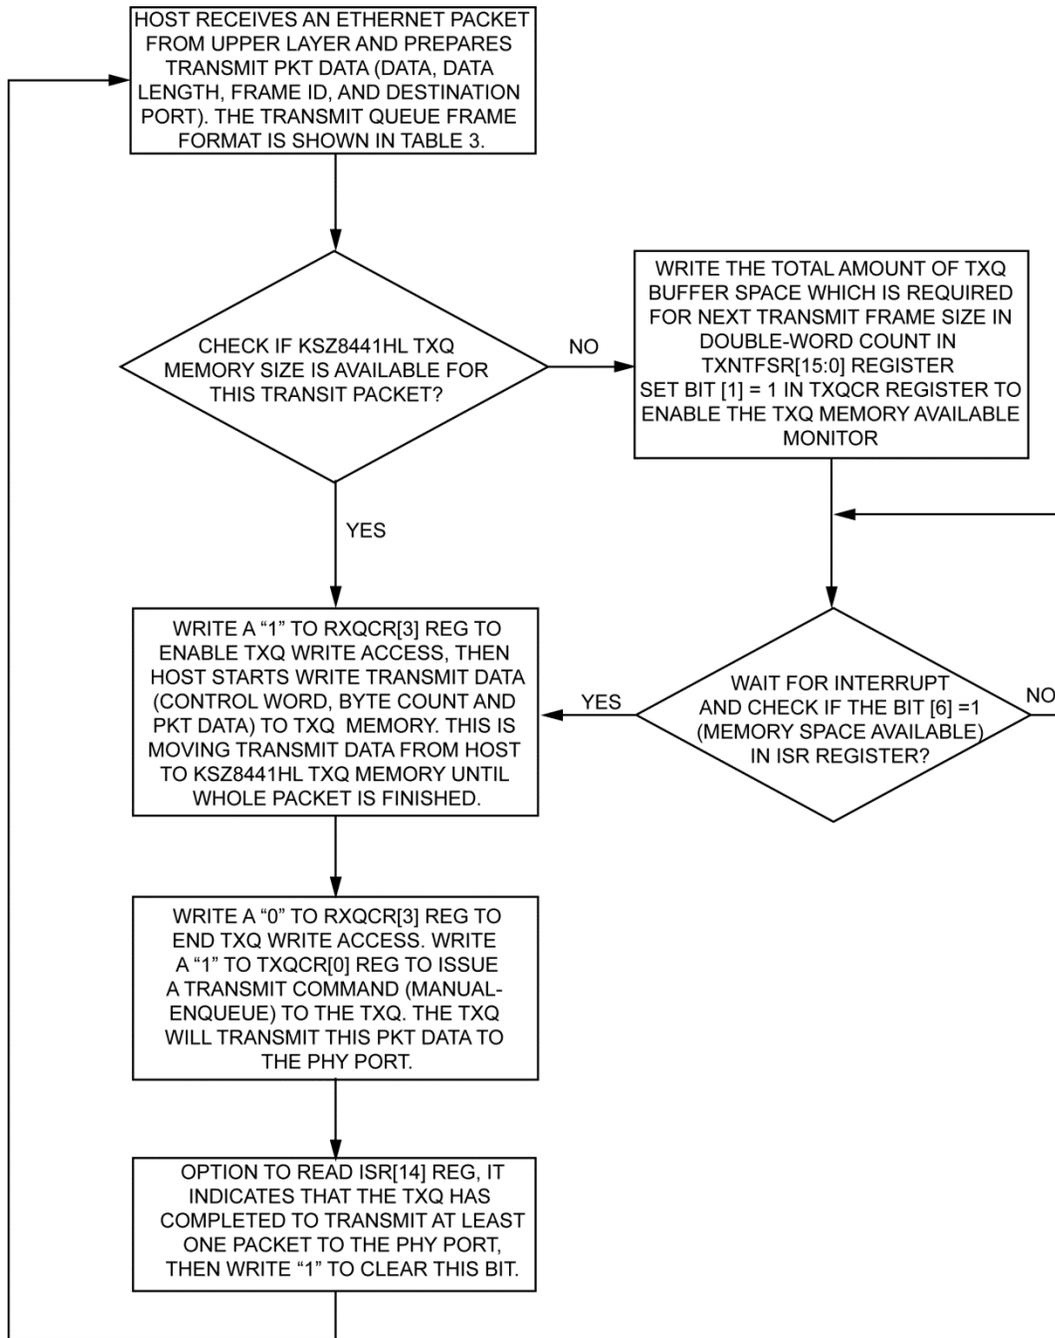 HOST RECEIVES AN ETHERNET PACKET
FROM UPPER LAYER AND PREPARES
TRANSMIT PKT DATA (DATA, DATA
LENGTH, FRAME ID, AND DESTINATION
PORT). THE TRANSMIT QUEUE FRAME
FORMAT IS SHOWN IN TABLE 3.
CHECK IF KSZ8441HL TXQ
MEMORY SIZE IS AVAILABLE FOR
THIS TRANSIT PACKET?
NO
WRITE THE TOTAL AMOUNT OF TXQ
BUFFER SPACE WHICH IS REQUIRED
FOR NEXT TRANSMIT FRAME SIZE IN
DOUBLE-WORD COUNT IN
TXNTFSR[15:0] REGISTER
SET BIT [1] = 1 IN TXQCR REGISTER TO
ENABLE THE TXQ MEMORY AVAILABLE
MONITOR
YES
WRITE A “1” TO RXQCR[3] REG TO
ENABLE TXQ WRITE ACCESS, THEN
HOST STARTS WRITE TRANSMIT DATA
(CONTROL WORD, BYTE COUNT AND
PKT DATA) TO TXQ MEMORY. THIS IS
MOVING TRANSMIT DATA FROM HOST
TO KSZ8441HL TXQ MEMORY UNTIL
WHOLE PACKET IS FINISHED.
YES
WAIT FOR INTERRUPT
AND CHECK IF THE BIT [6] =1
(MEMORY SPACE AVAILABLE)
IN ISR REGISTER?
NO
WRITE A “0” TO RXQCR[3] REG TO
END TXQ WRITE ACCESS. WRITE
A “1” TO TXQCR[0] REG TO ISSUE
A TRANSMIT COMMAND (MANUAL-
ENQUEUE) TO THE TXQ. THE TXQ
WILL TRANSMIT THIS PKT DATA TO
THE PHY PORT.
OPTION TO READ ISR[14] REG, IT
INDICATES THAT THE TXQ HAS
COMPLETED TO TRANSMIT AT LEAST
ONE PACKET TO THE PHY PORT,
THEN WRITE “1” TO CLEAR THIS BIT.